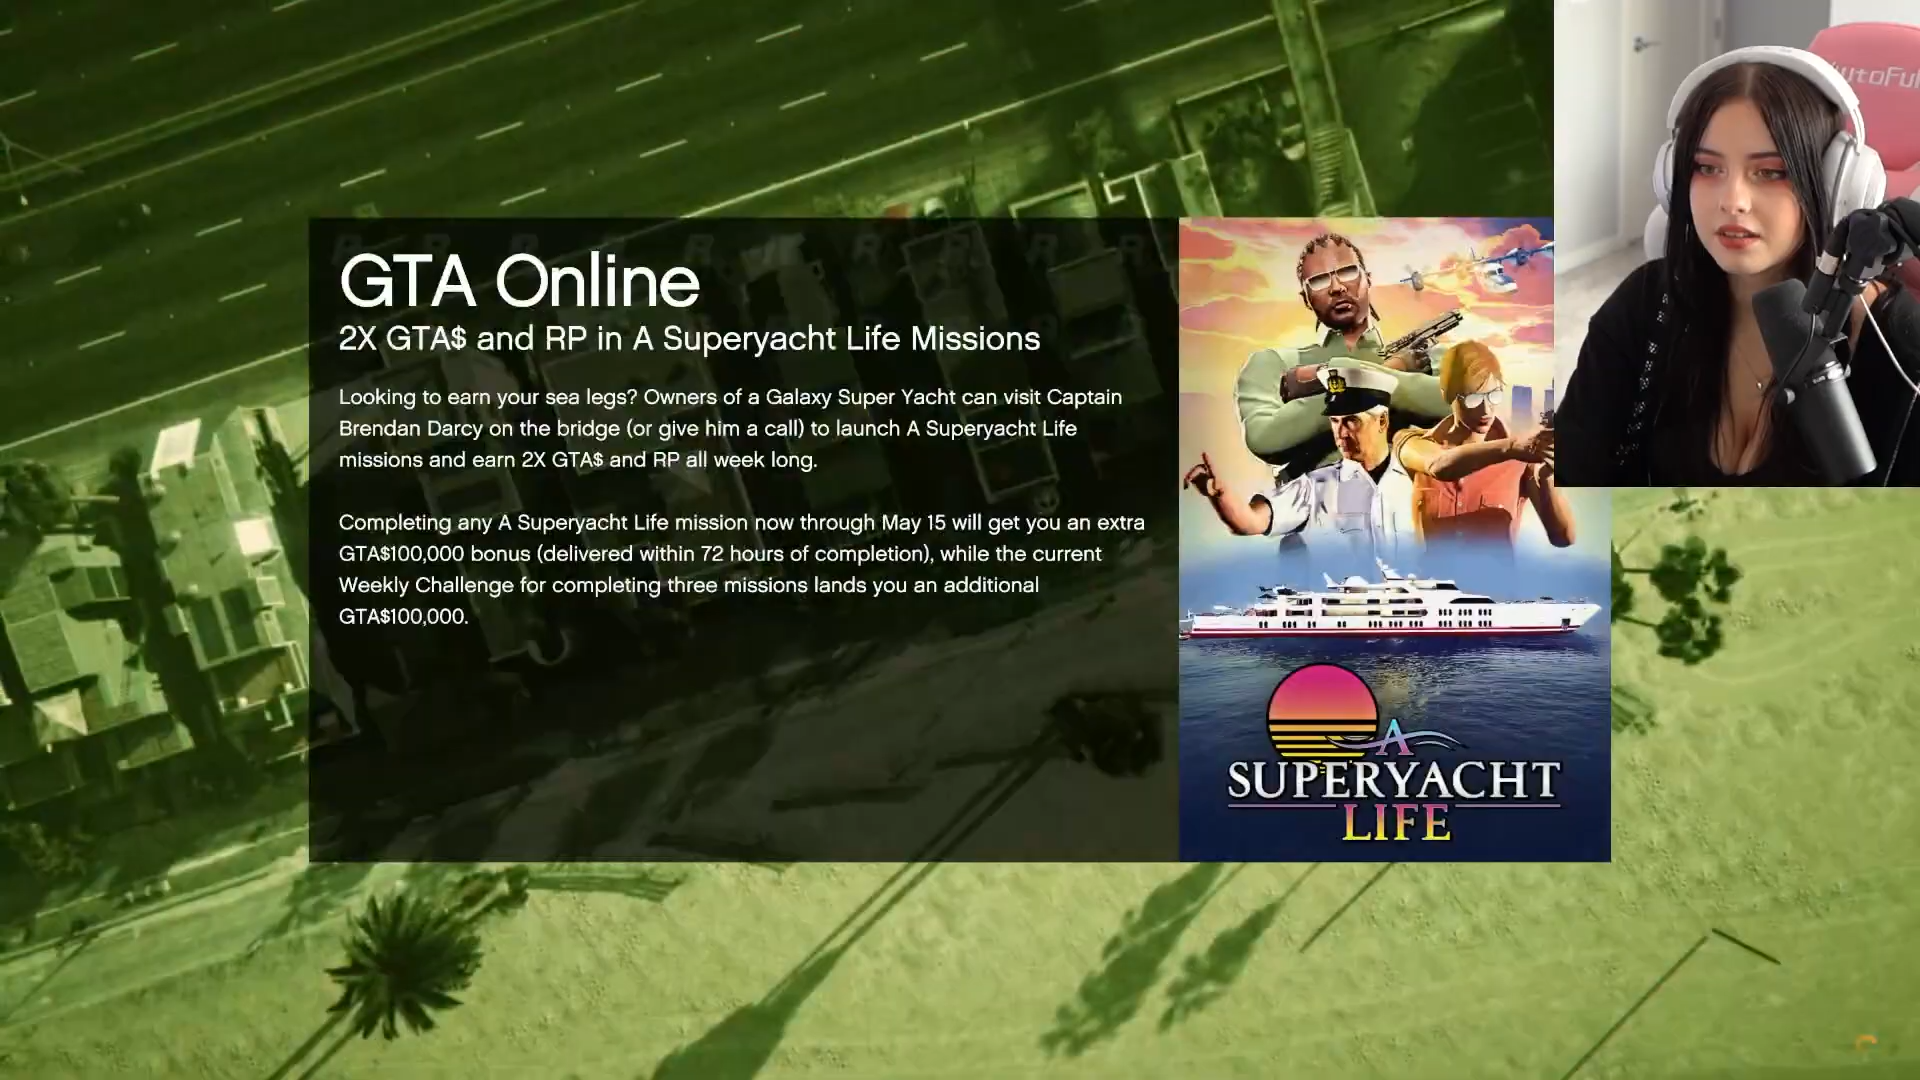 GTA Online
2X GTA$ and RP in A Superyacht Life Missions
Looking to earn your sea legs? Owners of a Galaxy Super Yacht can visit Captain
Brendan Darcy on the bridge (or give him a call) to launch A Superyacht Life
missions and earn 2X GTA$ and RP all week long.
Completing any A Superyacht Life mission now through May 15 will get you an extra
GTA$100,000 bonus (delivered within 72 hours of completion), while the current
Weekly Challenge for completing three missions lands you an additional
GTA$100,000.
A
SUPERYACHT
LIFE